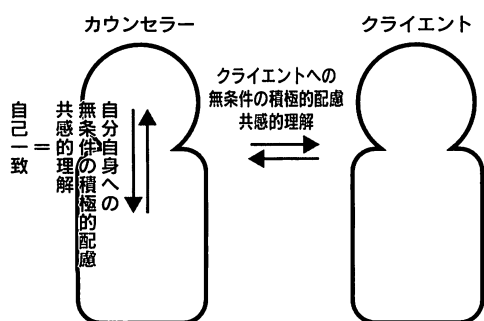 カウンセラー
クライエント
クライエントへの
無条件の積極的配慮
共感的理解
自分自身への
無条件の積極的配慮
共感的理解
＝
自己一致